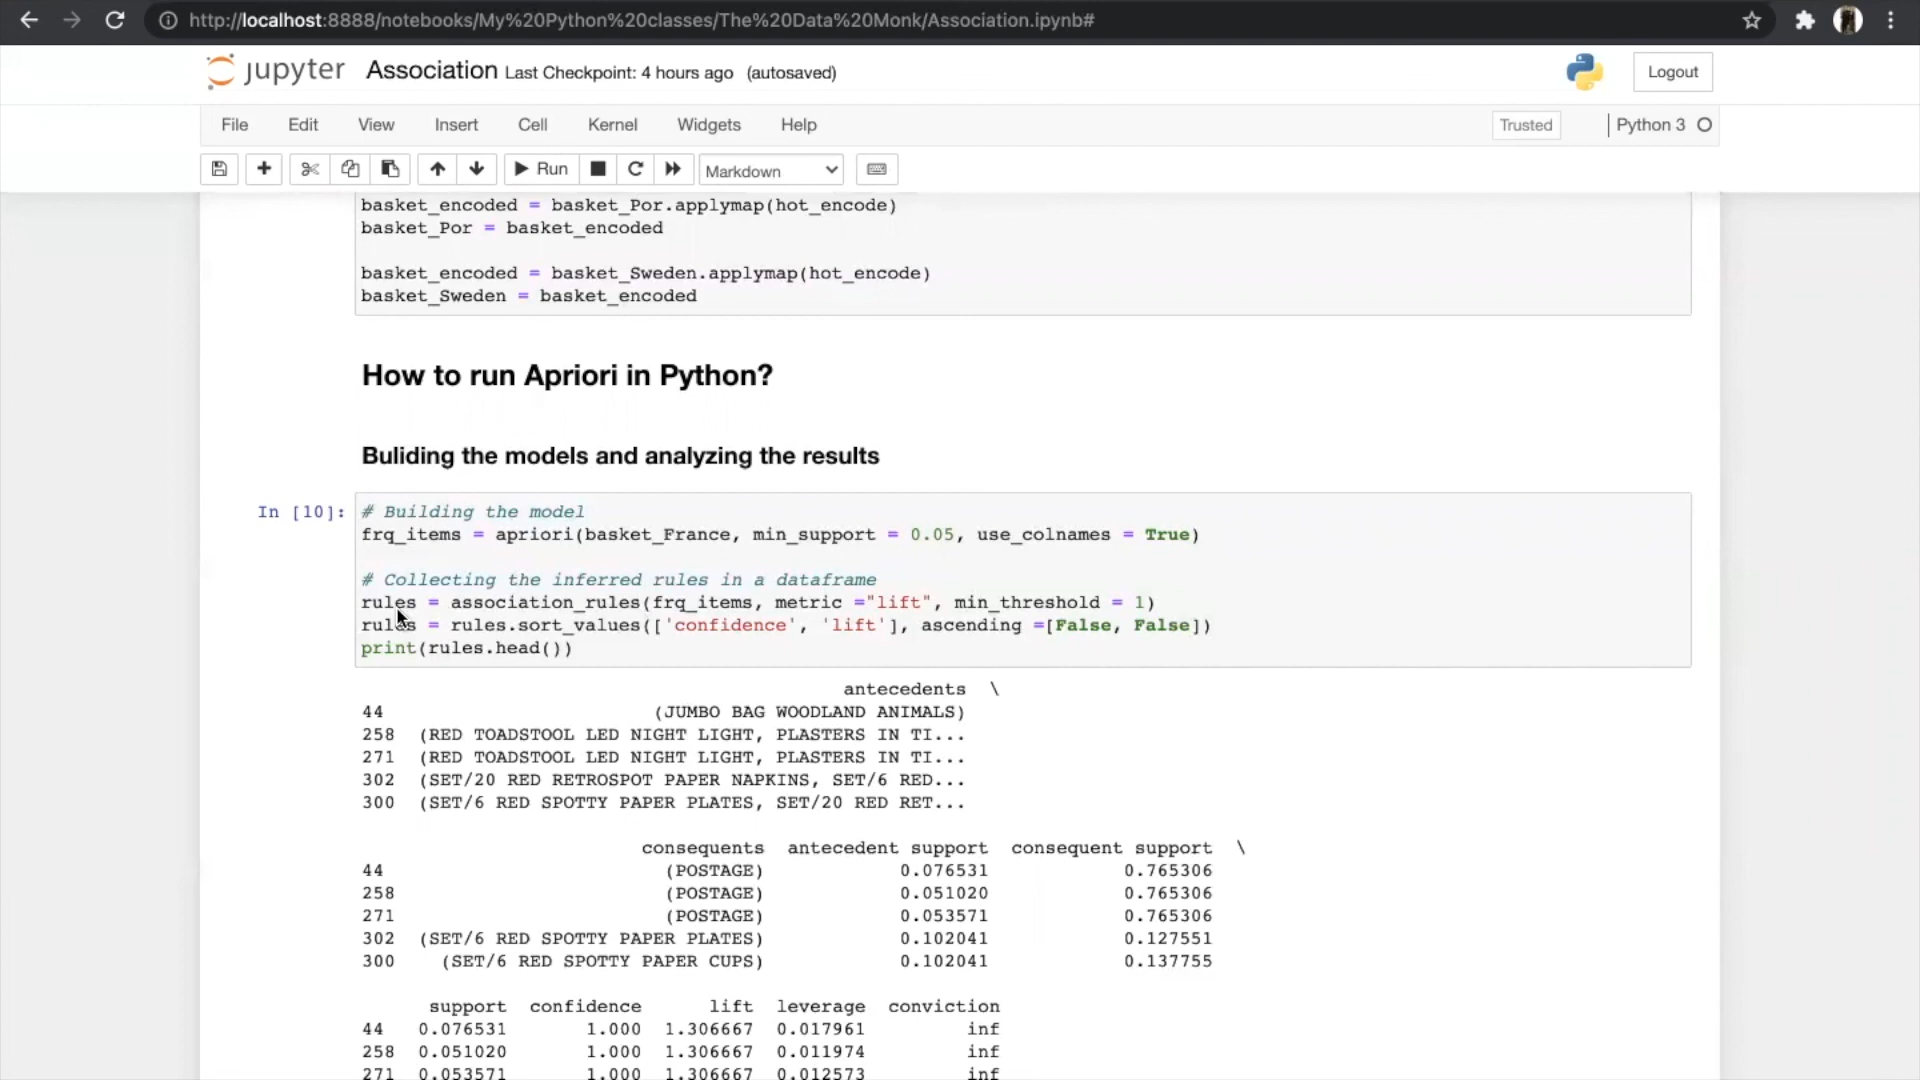 http://localhost:8888/notebooks/My%20Python%20classes/The%20Data%20Monk/Association.ipynb#
jupyter Association Last Checkpoint: 4 hours ago (autosaved) Logout
File Edit View Insert Cell Kernel Widgets Help Trusted Python 3
Run Markdown
basket_encoded = basket_Por.applymap(hot_encode)
basket_Por = basket_encoded
basket_encoded = basket_Sweden.applymap(hot_encode)
basket_Sweden = basket_encoded
How to run Apriori in Python?
Buliding the models and analyzing the results
In [10]: # Building the model
frq_items = apriori(basket_France, min_support = 0.05, use_colnames = True)
# Collecting the inferred rules in a dataframe
rules = association_rules(frq_items, metric ="lift", min_threshold = 1)
rules = rules.sort_values(['confidence', 'lift'], ascending =[False, False])
print(rules.head())
antecedents \
44 (JUMBO BAG WOODLAND ANIMALS)
258 (RED TOADSTOOL LED NIGHT LIGHT, PLASTERS IN TI...
271 (RED TOADSTOOL LED NIGHT LIGHT, PLASTERS IN TI...
302 (SET/20 RED RETROSPOT PAPER NAPKINS, SET/6 RED...
300 (SET/6 RED SPOTTY PAPER PLATES, SET/20 RED RET...
consequents antecedent support consequent support \
44 (POSTAGE) 0.076531 0.765306
258 (POSTAGE) 0.051020 0.765306
271 (POSTAGE) 0.053571 0.765306
302 (SET/6 RED SPOTTY PAPER PLATES) 0.102041 0.127551
300 (SET/6 RED SPOTTY PAPER CUPS) 0.102041 0.137755
support confidence lift leverage conviction
44 0.076531 1.000 1.306667 0.017961 inf
258 0.051020 1.000 1.306667 0.011974 inf
271 0.053571 1.000 1.306667 0.012573 inf